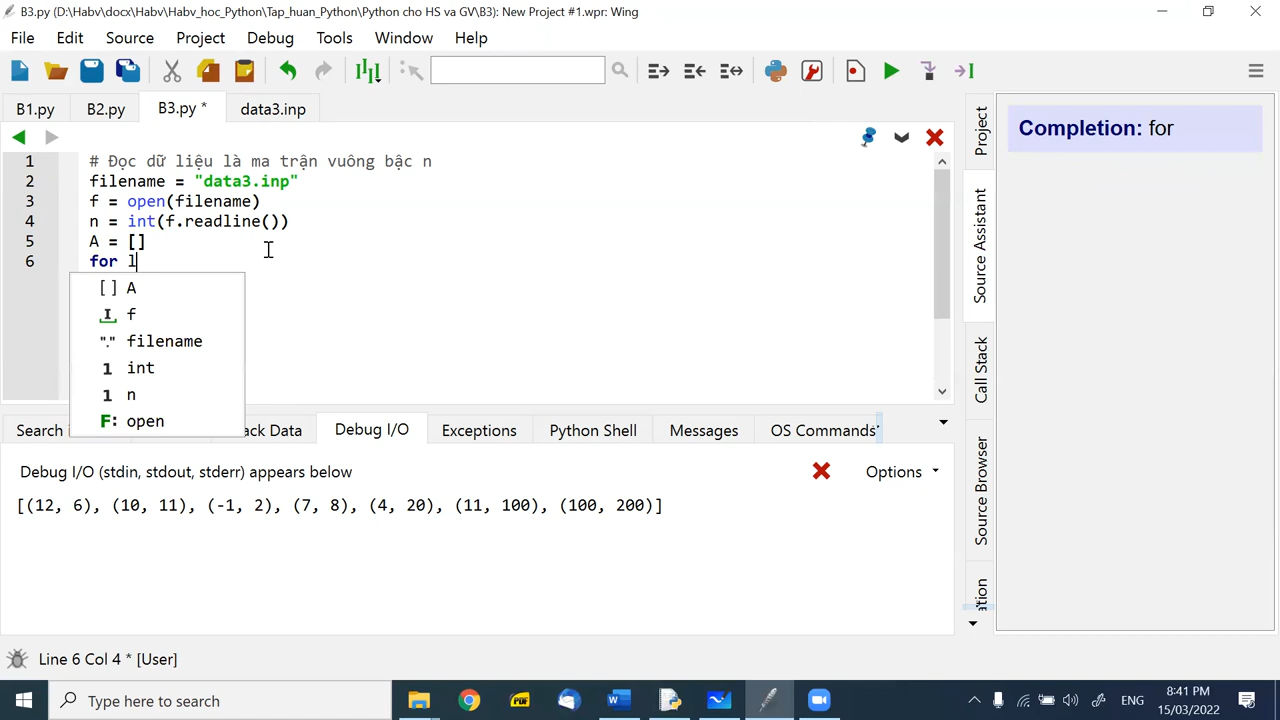 B3.py (D:\Habv\docx\Habv\Habv_hoc_Python\Tap_huan_Python\Python cho HS va GV\B3): New Project #1.wpr: Wing
File Edit Source Project Debug Tools Window Help
B1.py B2.py B3.py * data3.inp
1 # Đọc dữ liệu là ma trận vuông bậc n
2 filename = "data3.inp"
3 f = open(filename)
4 n = int(f.readline())
5 A = []
6 for l
[] A
I f
"." filename
1 int
1 n
F: open
Project
Source Assistant
Call Stack
Source Browser
Completion: for
Search ack Data Debug I/O Exceptions Python Shell Messages OS Commands
Debug I/O (stdin, stdout, stderr) appears below Options
[(12, 6), (10, 11), (-1, 2), (7, 8), (4, 20), (11, 100), (100, 200)]
Line 6 Col 4 * [User]
Type here to search
PDF
ENG
8:41 PM
15/03/2022